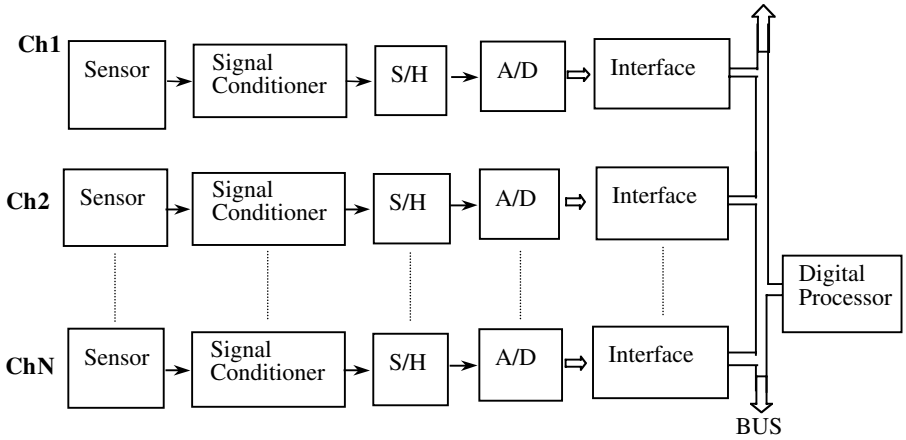 Ch1
Sensor
Signal
Conditioner
S/H
A/D
Interface
Ch2
Sensor
Signal
Conditioner
S/H
A/D
Interface
Digital
Processor
ChN
Sensor
Signal
Conditioner
S/H
A/D
Interface
BUS